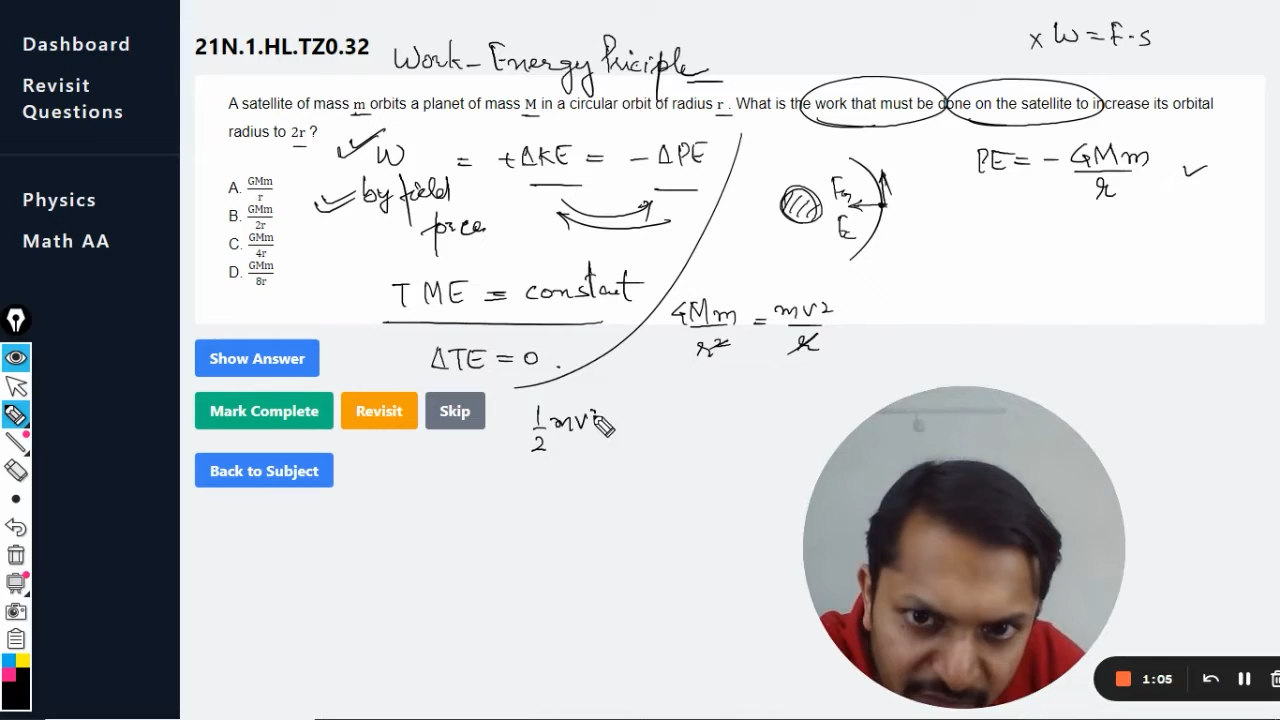 Dashboard
Revisit
Questions
Physics
Math AA
21N.1.HL.TZ0.32
Work - Energy Priciple
x W = F·s
A satellite of mass m orbits a planet of mass M in a circular orbit of radius r . What is the work that must be done on the satellite to increase its orbital
radius to 2r ?
A. GMm/r
B. GMm/2r
C. GMm/4r
D. GMm/8r
W = +ΔKE = - ΔPE
by field
force
PE = - GMm/r
TME = constant
GMm/r² = mv²/r
ΔTE = 0 .
1/2 mv²
Show Answer
Mark Complete
Revisit
Skip
Back to Subject
1:05